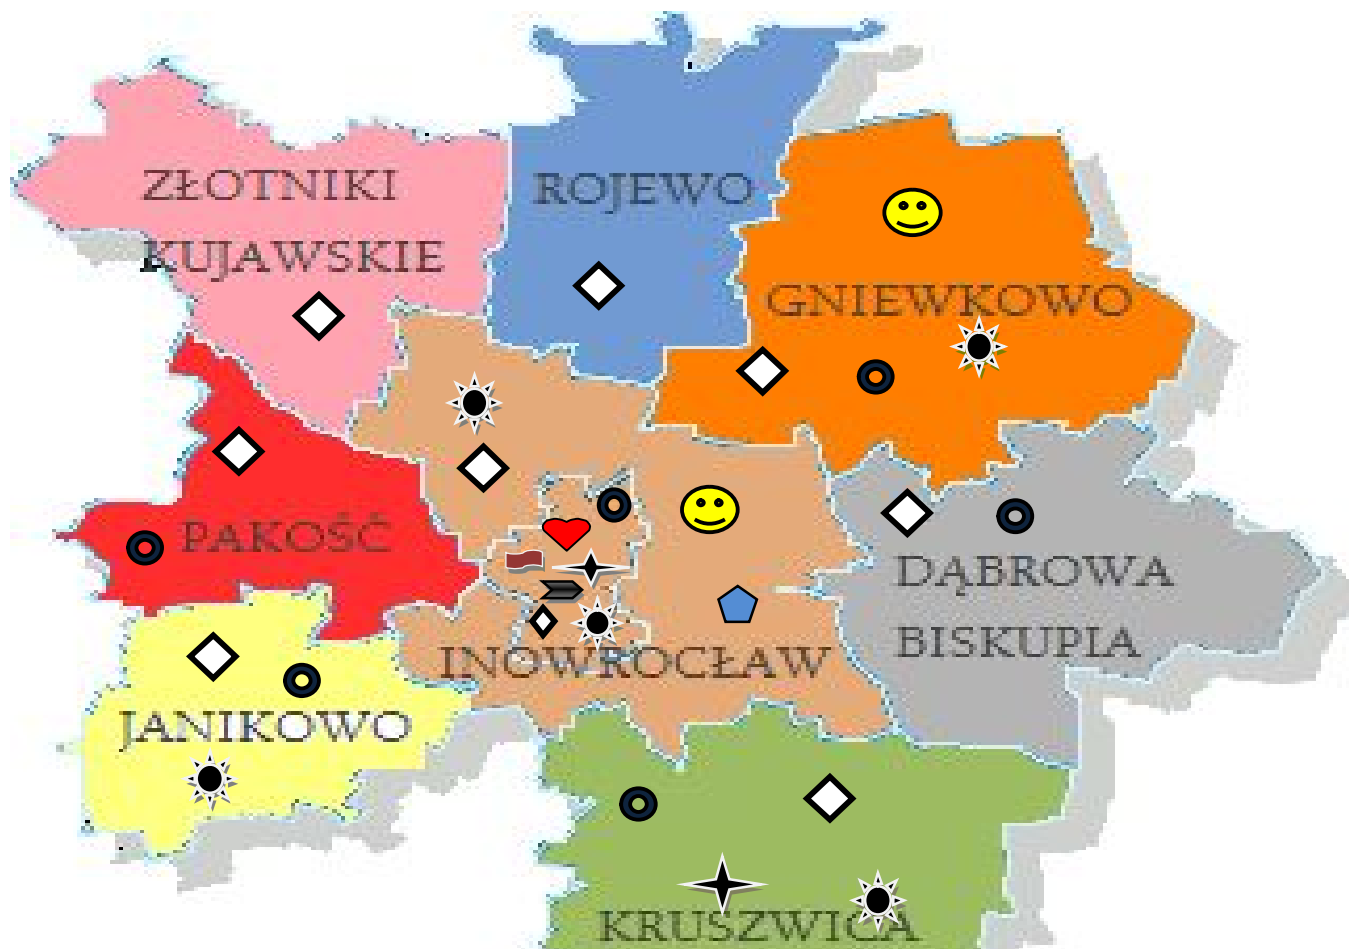 ZŁOTNIKI
KUJAWSKIE
ROJEWO
GNIEWKOWO
PAKOŚĆ
DĄBROWA
BISKUPIA
INOWROCŁAW
JANIKOWO
KRUSZWICA